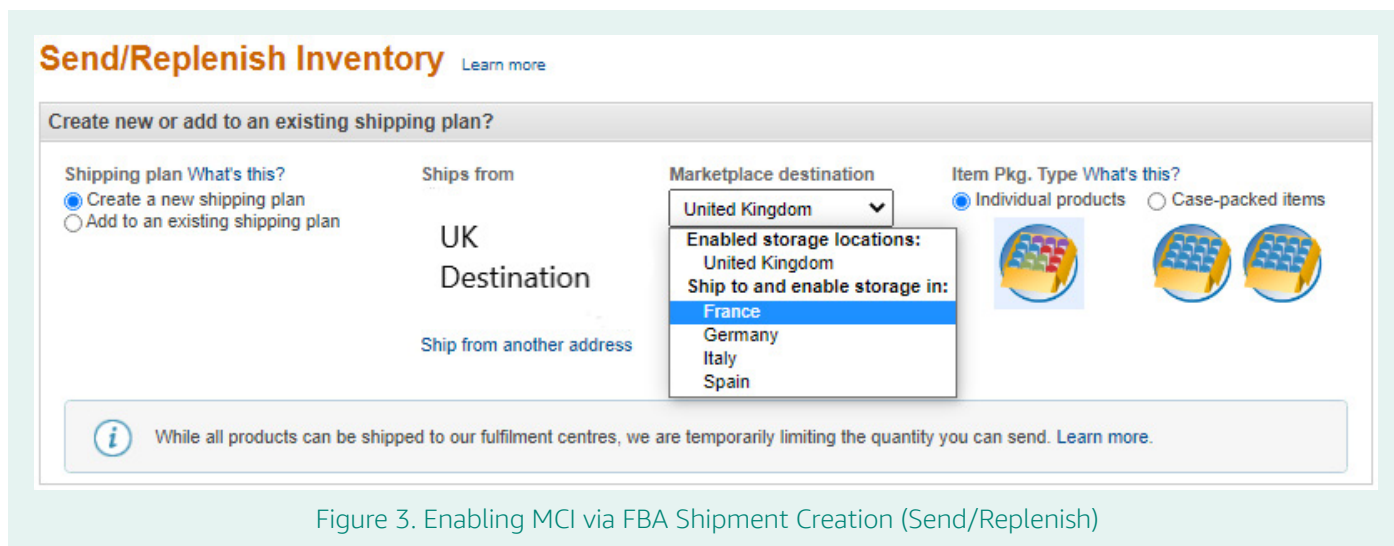 Send/Replenish Inventory Learn more
Create new or add to an existing shipping plan?
Shipping plan What's this?
Create a new shipping plan
Add to an existing shipping plan
Ships from
UK
Destination
Ship from another address
Marketplace destination
United Kingdom
Enabled storage locations:
United Kingdom
Ship to and enable storage in:
France
Germany
Italy
Spain
Item Pkg. Type What's this?
Individual products Case-packed items
i While all products can be shipped to our fulfilment centres, we are temporarily limiting the quantity you can send. Learn more.
Figure 3. Enabling MCI via FBA Shipment Creation (Send/Replenish)